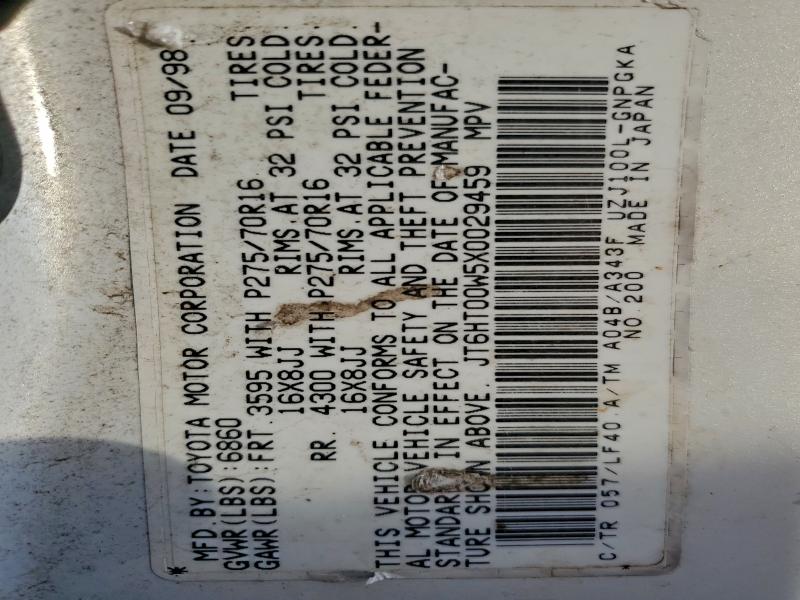 MFD.BY:TOYOTA MOTOR CORPORATION DATE 09/98
GVWR(LBS):6860
GAWR(LBS):FRT.3595 WITH P275/70R16 TIRES
16X8JJ RIMS.AT 32 PSI COLD
RR. 4300 WITH P275/70R16 TIRES
16X8JJ RIMS.AT 32 PSI COLD
THIS VEHICLE CONFORMS TO ALL APPLICABLE FEDER-
AL MOTOR VEHICLE SAFETY AND THEFT PREVENTION
STANDARDS IN EFFECT ON THE DATE OF MANUFAC-
TURE SHOWN ABOVE. JT6HT00W5X0029459 MPV
C/TR 057/LF40 A/TM A04B/A343F UZJ100L-GNPGKA
NO.200 MADE IN JAPAN